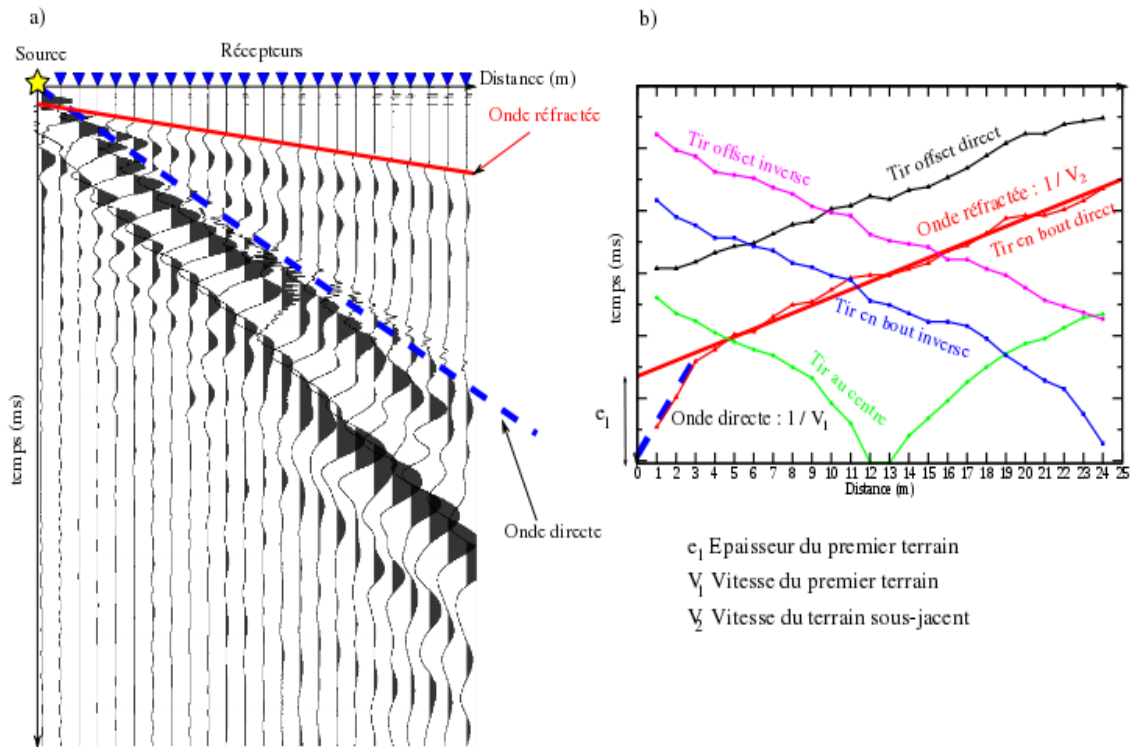 a)
Source
Récepteurs
Distance (m)
Onde réfractée
temps (ms)
Onde directe
b)
Tir offset inverse
Tir offset direct
Onde réfractée : 1 / V2
Tir en bout direct
Tir en bout inverse
Tir au centre
Onde directe : 1 / V1
temps (ms)
e1
0 1 2 3 4 5 6 7 8 9 10 11 12 13 14 15 16 17 18 19 20 21 22 23 24 25
Distance (m)
e1 Epaisseur du premier terrain
V1 Vitesse du premier terrain
V2 Vitesse du terrain sous-jacent